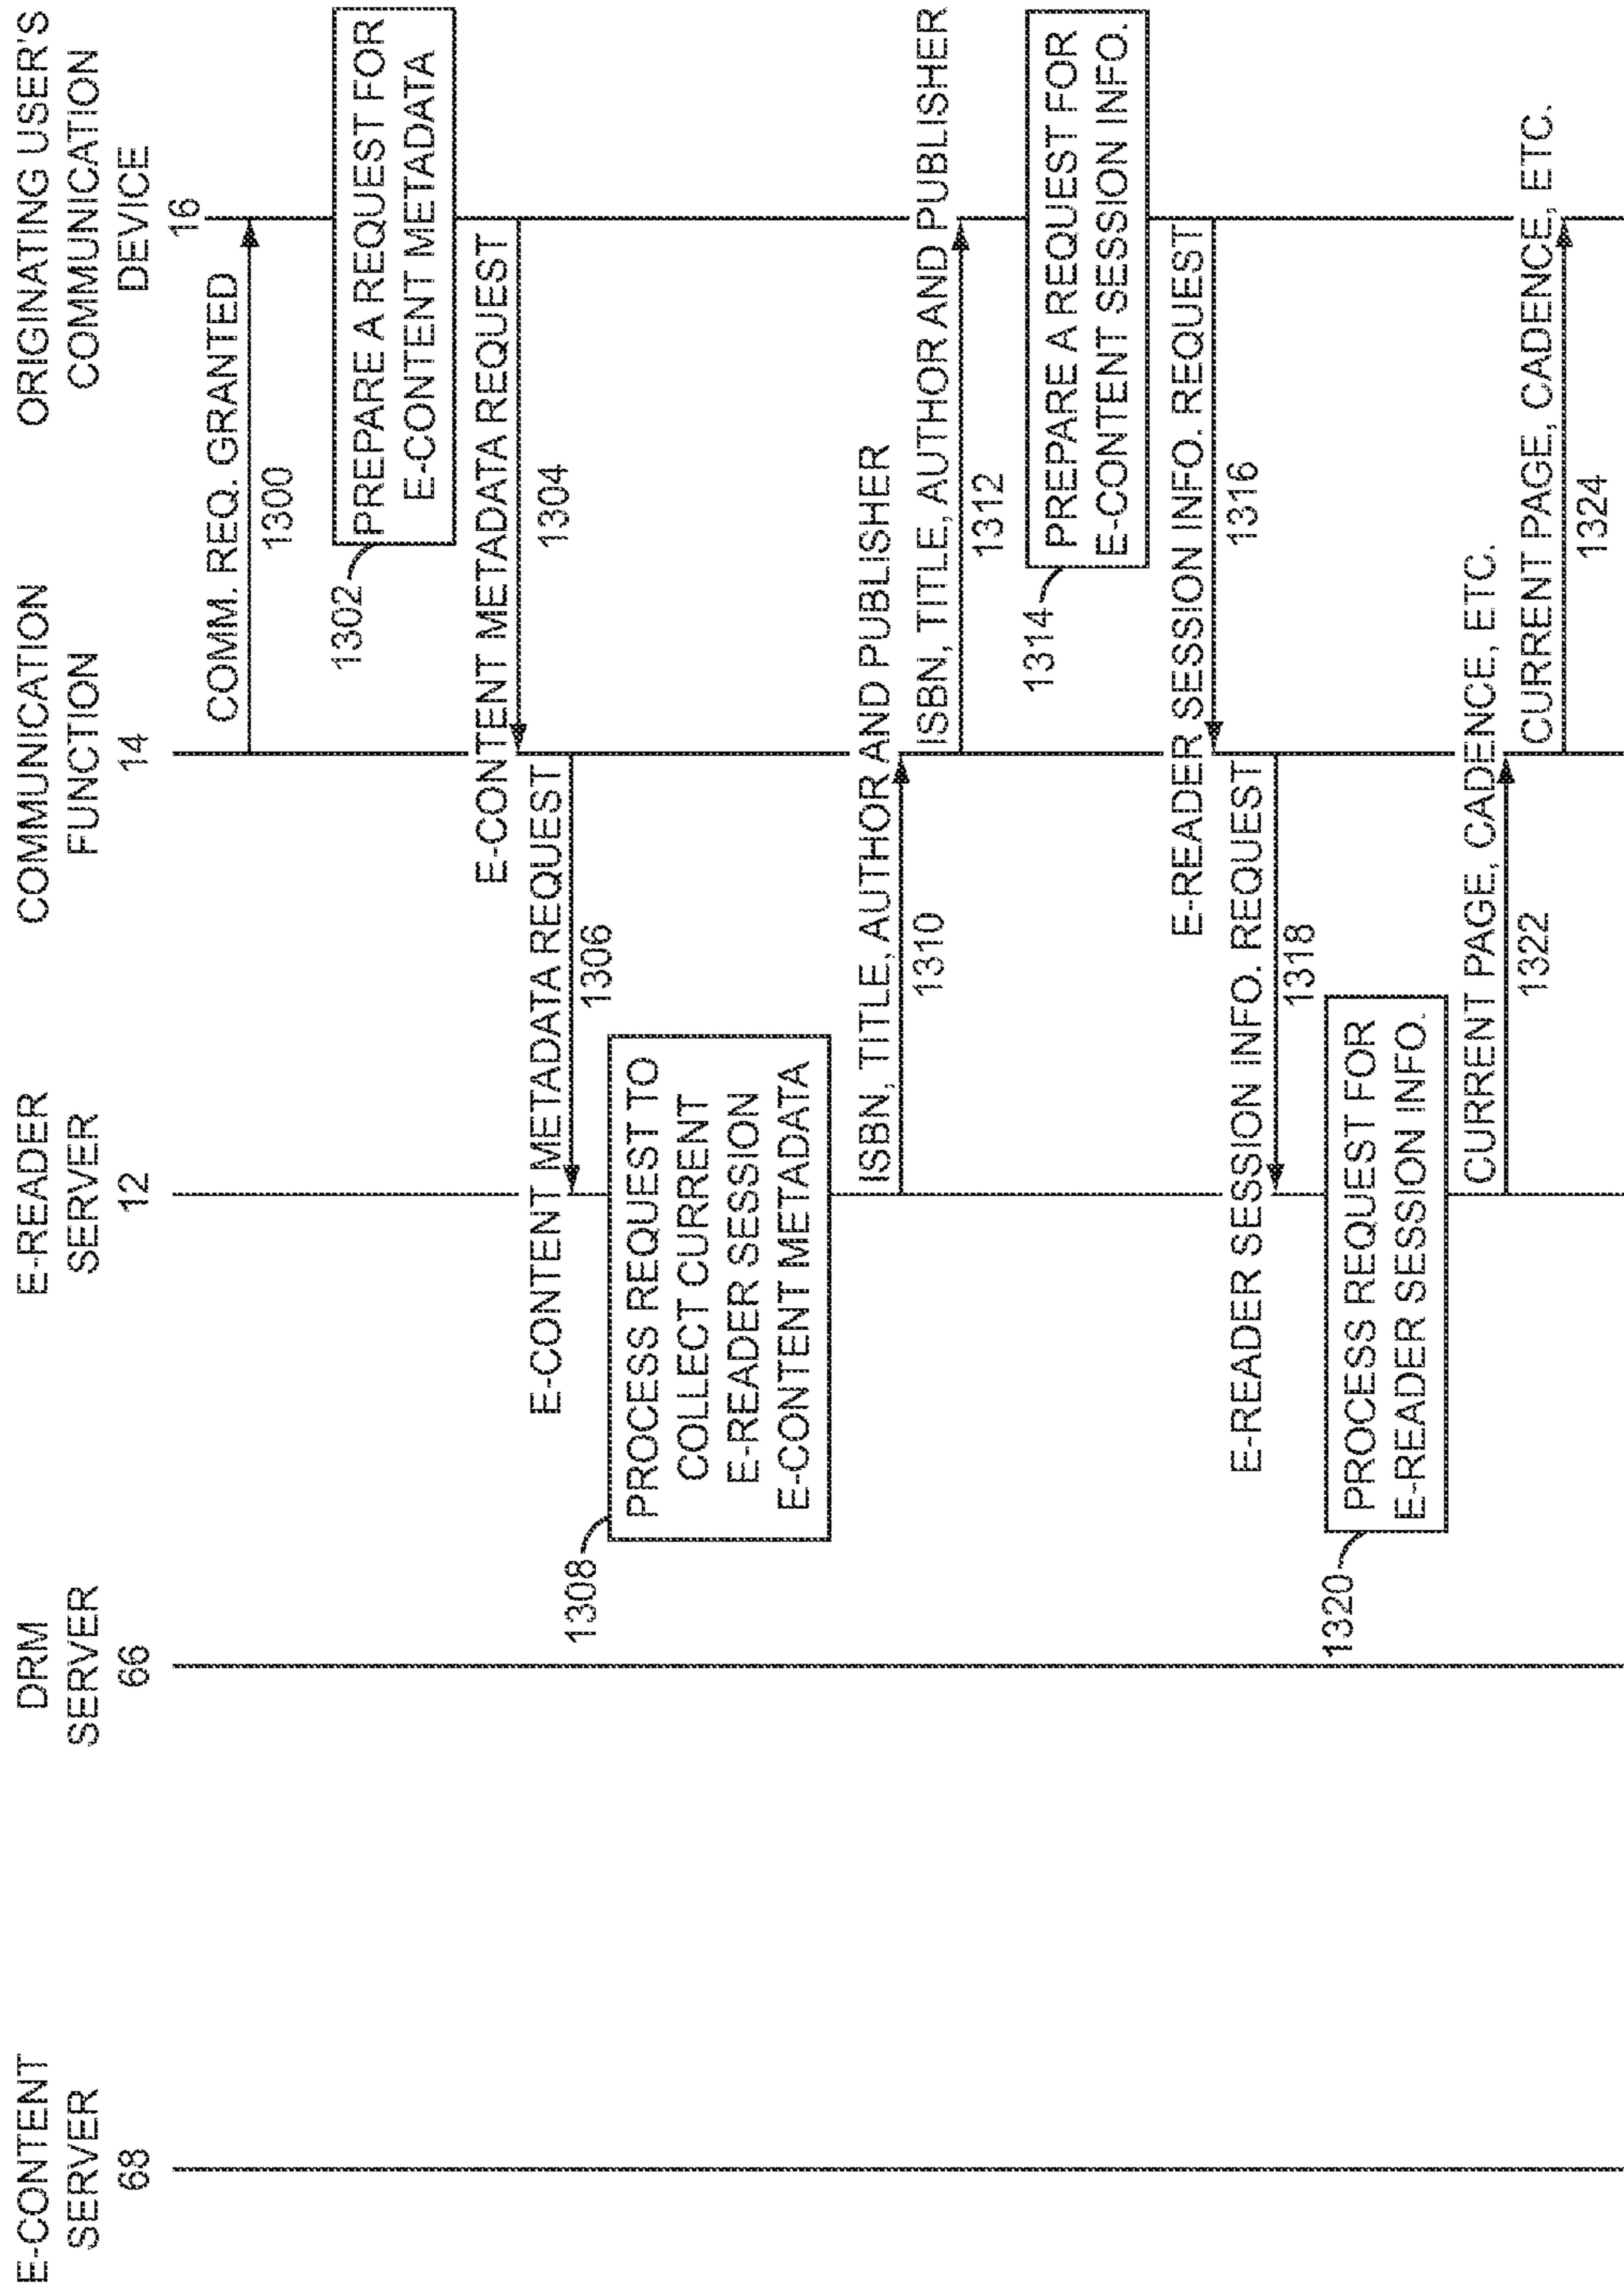 E-CONTENT
SERVER
68
DRM
SERVER
66
E-READER
SERVER
12
COMMUNICATION
FUNCTION
14
ORIGINATING USER'S
COMMUNICATION
DEVICE
16
COMM. REQ. GRANTED
1300
1302
PREPARE A REQUEST FOR
E-CONTENT METADATA
E-CONTENT METADATA REQUEST
1304
E-CONTENT METADATA REQUEST
1306
1308
PROCESS REQUEST TO
COLLECT CURRENT
E-READER SESSION
E-CONTENT METADATA
ISBN, TITLE, AUTHOR AND PUBLISHER
1310
ISBN, TITLE, AUTHOR AND PUBLISHER
1312
1314
PREPARE A REQUEST FOR
E-CONTENT SESSION INFO.
E-READER SESSION INFO. REQUEST
1316
E-READER SESSION INFO. REQUEST
1318
1320
PROCESS REQUEST FOR
E-READER SESSION INFO.
CURRENT PAGE, CADENCE, ETC.
1322
CURRENT PAGE, CADENCE, ETC.
1324